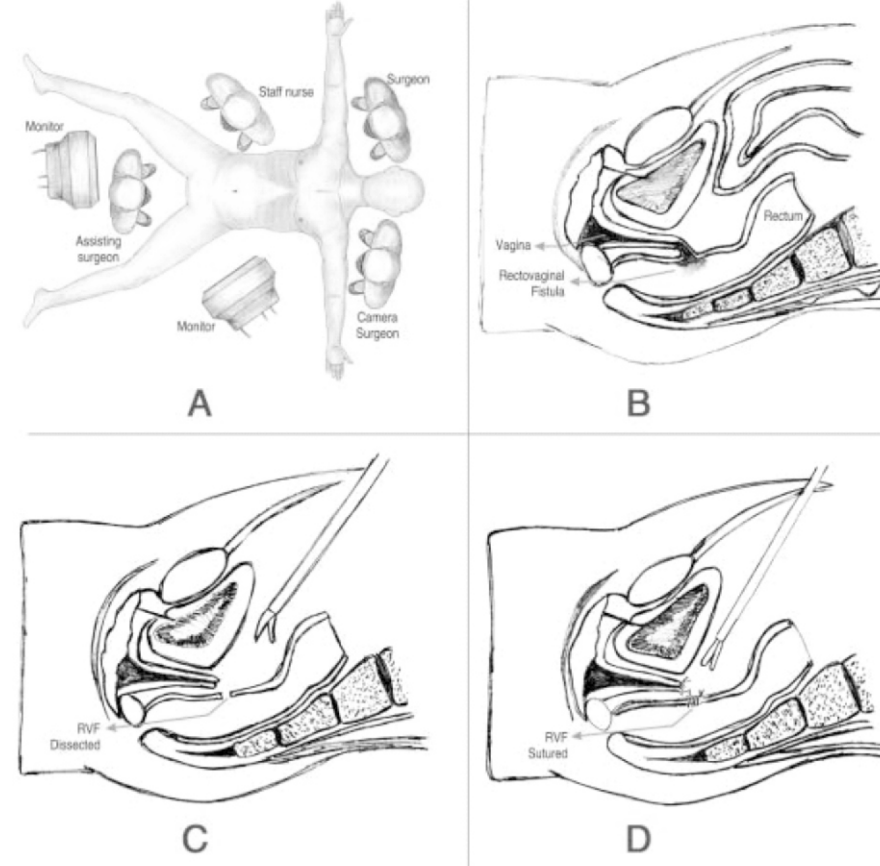 Staff nurse
Surgeon
Monitor
Assisting
surgeon
Monitor
Camera
Surgeon
A
Vagina
Rectovaginal
Fistula
Rectum
B
RVF
Dissected
C
RVF
Sutured
D